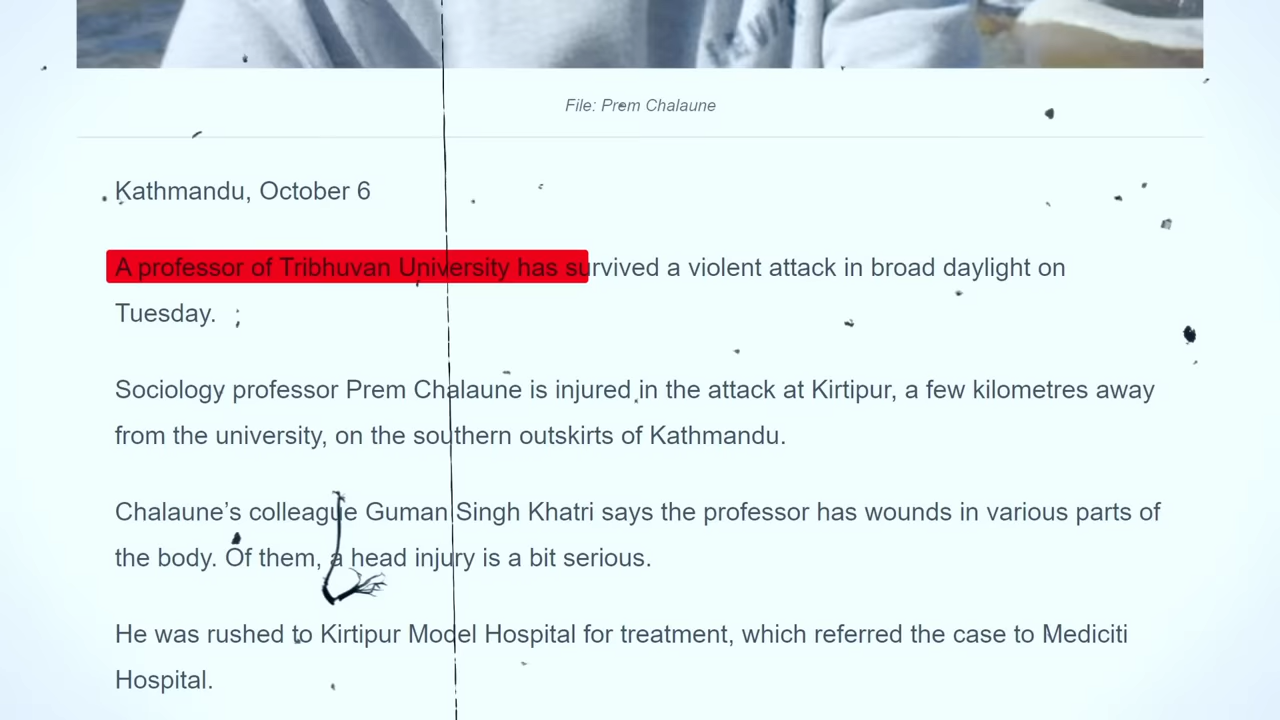 File: Prem Chalaune
Kathmandu, October 6
A professor of Tribhuvan University has survived a violent attack in broad daylight on
Tuesday.
Sociology professor Prem Chalaune is injured in the attack at Kirtipur, a few kilometres away
from the university, on the southern outskirts of Kathmandu.
Chalaune’s colleague Guman Singh Khatri says the professor has wounds in various parts of
the body. Of them, a head injury is a bit serious.
He was rushed to Kirtipur Model Hospital for treatment, which referred the case to Mediciti
Hospital.